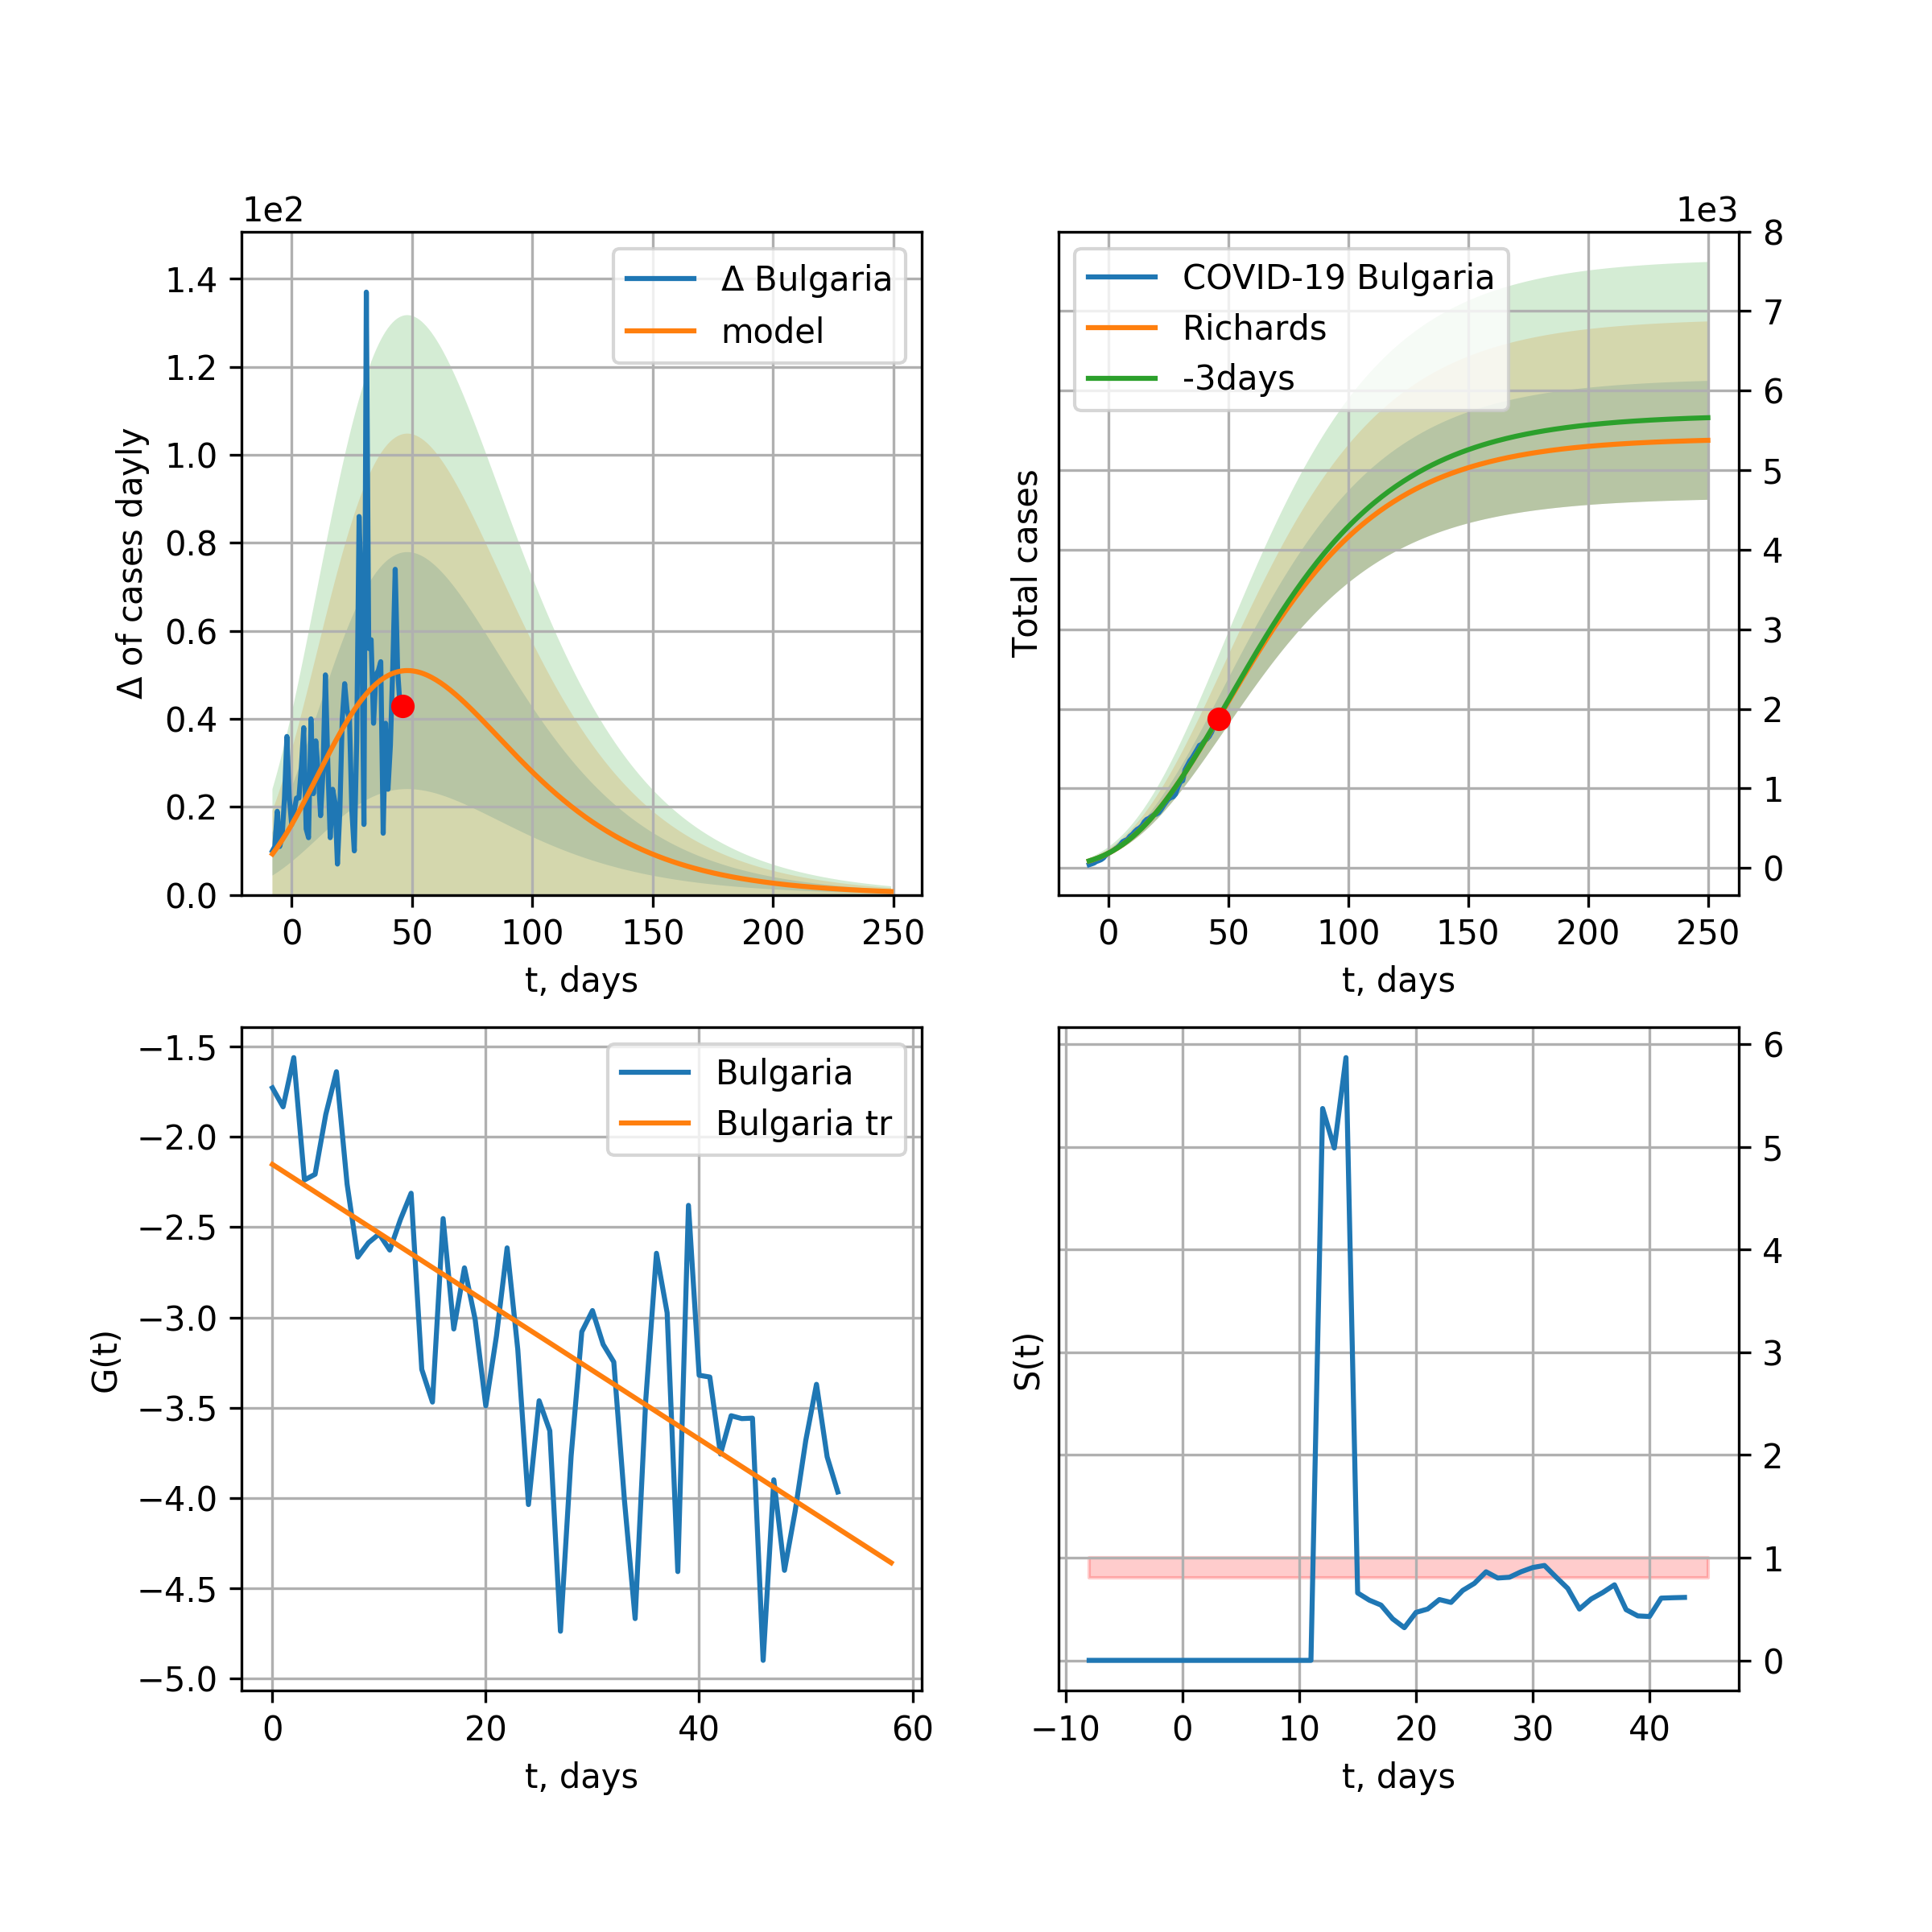 1e2
1.4
1.2
1.0
0.8
0.6
0.4
0.2
0.0
Δ of cases dayly
Δ Bulgaria
model
0 50 100 150 200 250
t, days
1e3
8
7
6
5
4
3
2
1
0
Total cases
COVID-19 Bulgaria
Richards
-3days
0 50 100 150 200 250
t, days
−1.5
−2.0
−2.5
−3.0
−3.5
−4.0
−4.5
−5.0
G(t)
Bulgaria
Bulgaria tr
0 20 40 60
t, days
6
5
4
3
2
1
0
S(t)
−10 0 10 20 30 40
t, days